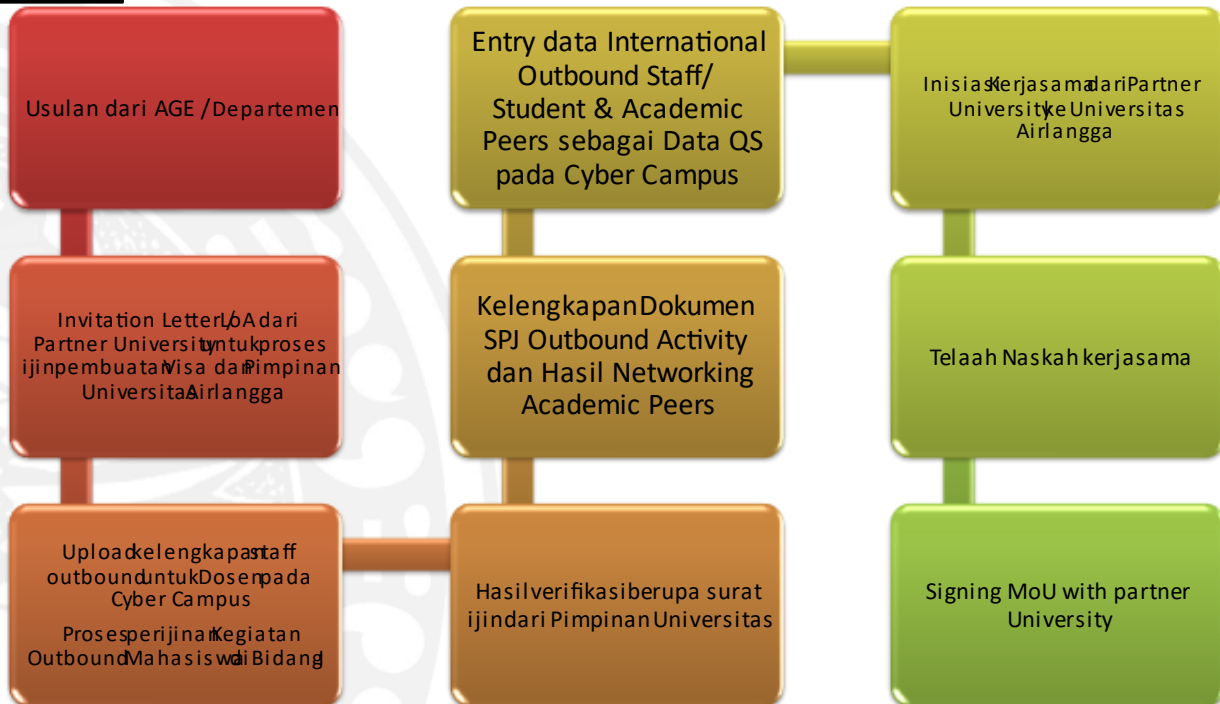 Usulan dari AGE / Departemen
Invitation Letter/LoA dari
Partner University untuk proses
ijin pembuatan Visa dan Pimpinan
Universitas Airlangga
Upload kelengkapan staff
outbound untuk Dosen pada
Cyber Campus
Proses perijinan Kegiatan
Outbound Mahasiswa di Bidang I
Hasil verifikasi berupa surat
ijin dari Pimpinan Universitas
Kelengkapan Dokumen
SPJ Outbound Activity
dan Hasil Networking
Academic Peers
Entry data International
Outbound Staff/
Student & Academic
Peers sebagai Data QS
pada Cyber Campus
Inisiasi Kerjasama dari Partner
University ke Universitas
Airlangga
Telaah Naskah kerjasama
Signing MoU with partner
University